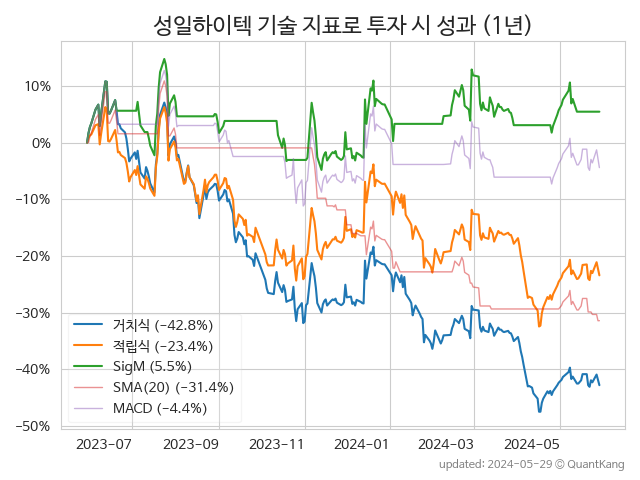 성일하이텍 기술 지표로 투자 시 성과 (1년)
10%
0%
−10%
−20%
−30%
−40%
−50%
거치식 (−42.8%)
적립식 (−23.4%)
SigM (5.5%)
SMA(20) (−31.4%)
MACD (−4.4%)
2023−07 2023−09 2023−11 2024−01 2024−03 2024−05
updated: 2024−05−29 © QuantKang